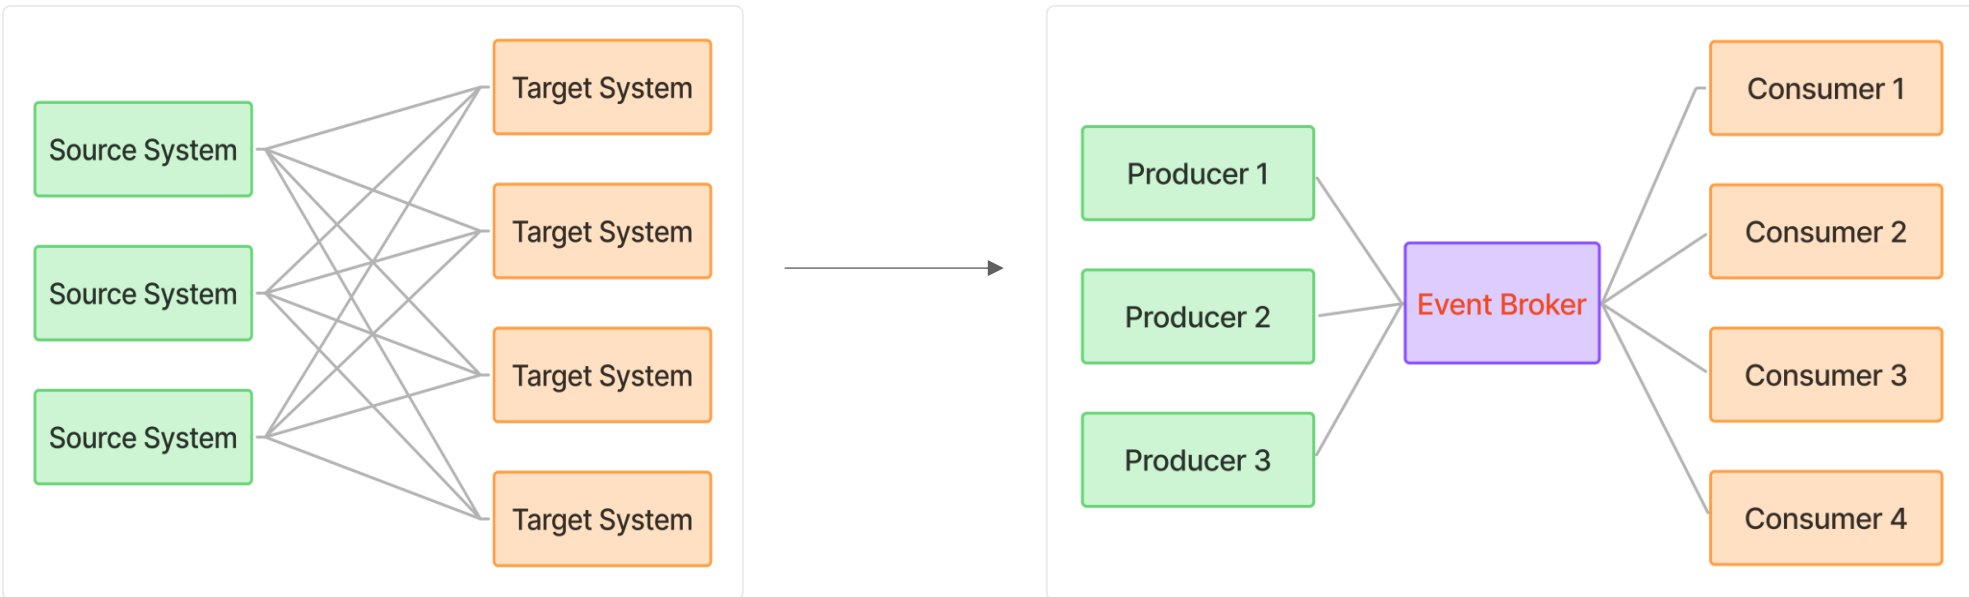 Source System
Source System
Source System
Target System
Target System
Target System
Target System
Producer 1
Producer 2
Producer 3
Event Broker
Consumer 1
Consumer 2
Consumer 3
Consumer 4